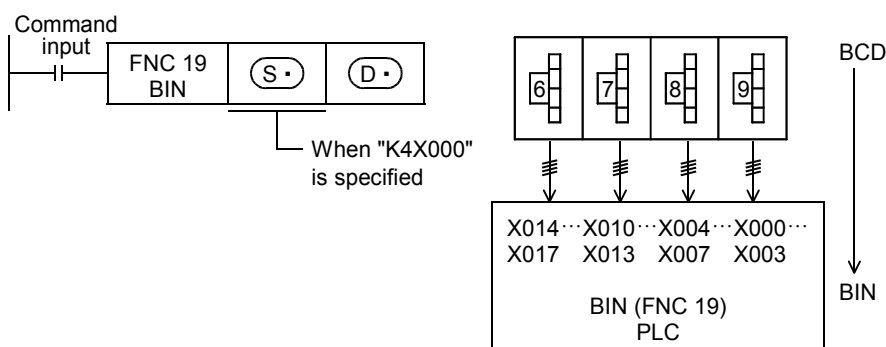 Command
input
FNC 19
BIN
S・
D・
When "K4X000"
is specified
6 7 8 9
BCD
X014···X010···X004···X000···
X017 X013 X007 X003
BIN (FNC 19)
PLC
BIN